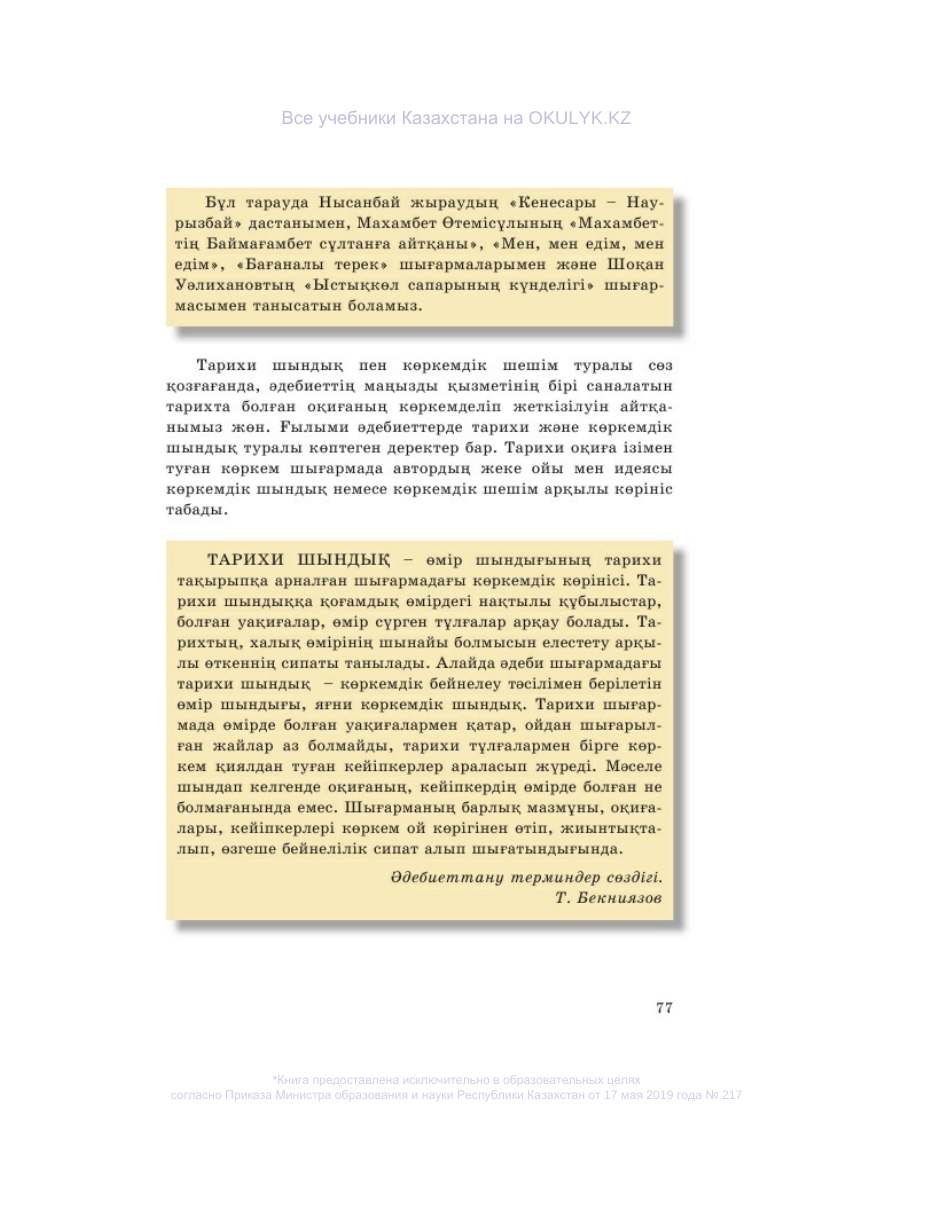 Все учебники Казахстана на OKULYK.KZ
Бұл тарауда Нысанбай жыраудың «Кенесары – Нау-
рызбай» дастанымен, Махамбет Өтемісұлының «Махамбет-
тің Баймағамбет сұлтанға айтқаны», «Мен, мен едім, мен
едім», «Бағаналы терек» шығармаларымен және Шоқан
Уәлихановтың «Ыстықкөл сапарының күнделігі» шығар-
масымен танысатын боламыз.
Тарихи шындық пен көркемдік шешім туралы сөз
қозғағанда, әдебиеттің маңызды қызметінің бірі саналатын
тарихта болған оқиғаның көркемделіп жеткізілуін айтқа-
нымыз жөн. Ғылыми әдебиеттерде тарихи және көркемдік
шындық туралы көптеген деректер бар. Тарихи оқиға ізімен
туған көркем шығармада автордың жеке ойы мен идеясы
көркемдік шындық немесе көркемдік шешім арқылы көрініс
табады.
ТАРИХИ ШЫНДЫҚ – өмір шындығының тарихи
тақырыпқа арналған шығармадағы көркемдік көрінісі. Та-
рихи шындыққа қоғамдық өмірдегі нақтылы құбылыстар,
болған уақиғалар, өмір сүрген тұлғалар арқау болады. Та-
рихтың, халық өмірінің шынайы болмысын елестету арқы-
лы өткеннің сипаты танылады. Алайда әдеби шығармадағы
тарихи шындық – көркемдік бейнелеу тәсілімен берілетін
өмір шындығы, яғни көркемдік шындық. Тарихи шығар-
мада өмірде болған уақиғалармен қатар, ойдан шығарыл-
ған жайлар аз болмайды, тарихи тұлғалармен бірге көр-
кем қиялдан туған кейіпкерлер араласып жүреді. Мәселе
шындап келгенде оқиғаның, кейіпкердің өмірде болған не
болмағанында емес. Шығарманың барлық мазмұны, оқиға-
лары, кейіпкерлері көркем ой көрігінен өтіп, жиынтықта-
лып, өзгеше бейнелілік сипат алып шығатындығында.
Әдебиеттану терминдер сөздігі.
Т. Бекниязов
77
*Книга предоставлена исключительно в образовательных целях
согласно Приказа Министра образования и науки Республики Казахстан от 17 мая 2019 года № 217